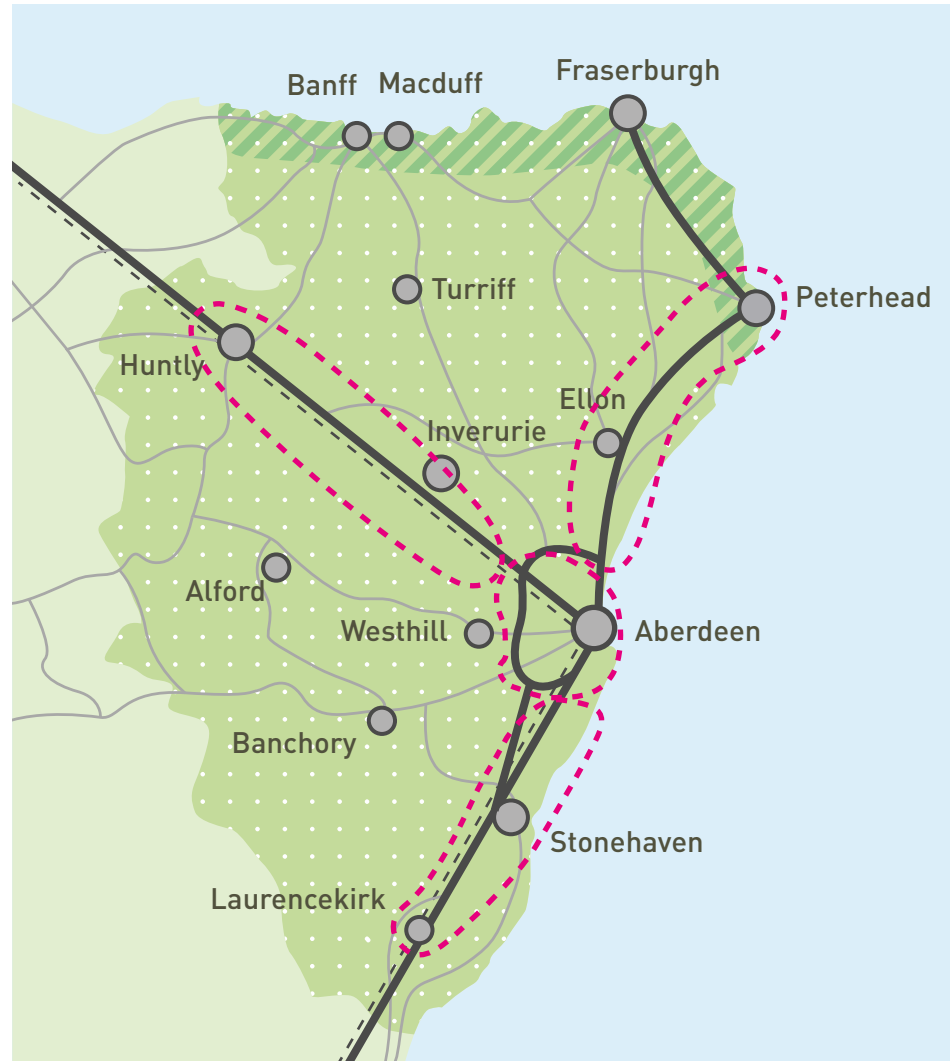 Fraserburgh
Banff
Macduff
Turriff
Peterhead
Huntly
Ellon
Inverurie
Alford
Westhill
Aberdeen
Banchory
Stonehaven
Laurencekirk